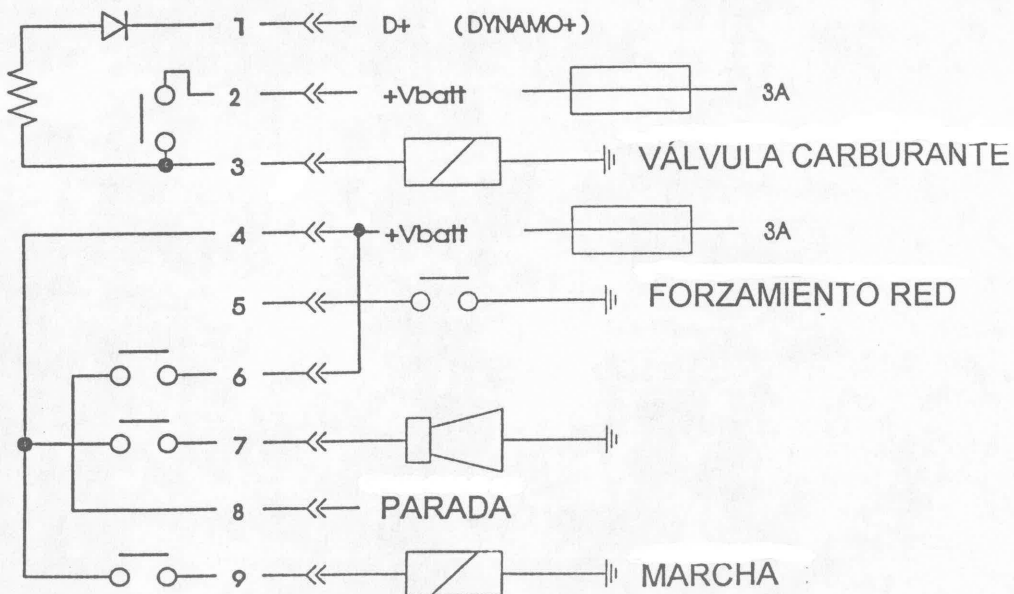 1 D+ (DYNAMO+)
2 +Vbatt 3A
3 VÁLVULA CARBURANTE
4 +Vbatt 3A
5 FORZAMIENTO RED
6
7
8 PARADA
9 MARCHA